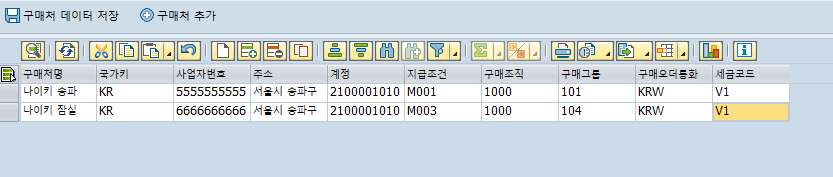 구매처 데이터 저장 구매처 추가
구매처명 국가키 사업자번호 주소 계정 지급조건 구매조직 구매그룹 구매오더통화 세금코드
나이키 송파 KR 5555555555 서울시 송파구 2100001010 M001 1000 101 KRW V1
나이키 잠실 KR 6666666666 서울시 송파구 2100001010 M003 1000 104 KRW V1